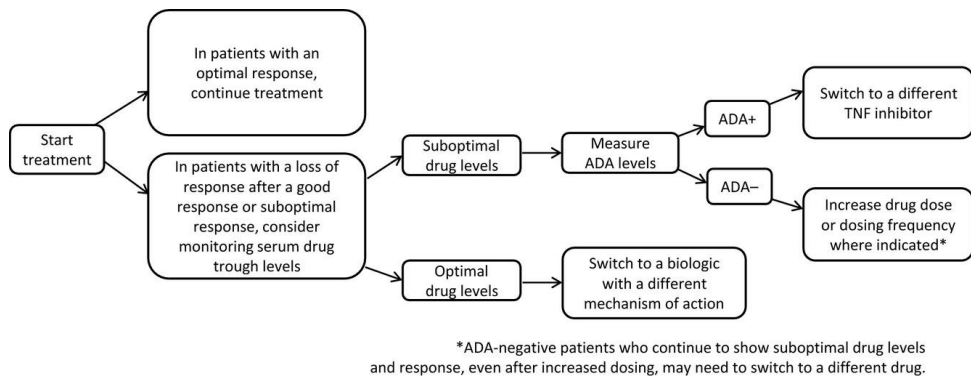 In patients with an
optimal response,
continue treatment
Start
treatment
In patients with a loss of
response after a good
response or suboptimal
response, consider
monitoring serum drug
trough levels
Suboptimal
drug levels
Measure
ADA levels
ADA+
Switch to a different
TNF inhibitor
ADA–
Increase drug dose
or dosing frequency
where indicated*
Optimal
drug levels
Switch to a biologic
with a different
mechanism of action
*ADA-negative patients who continue to show suboptimal drug levels
and response, even after increased dosing, may need to switch to a different drug.